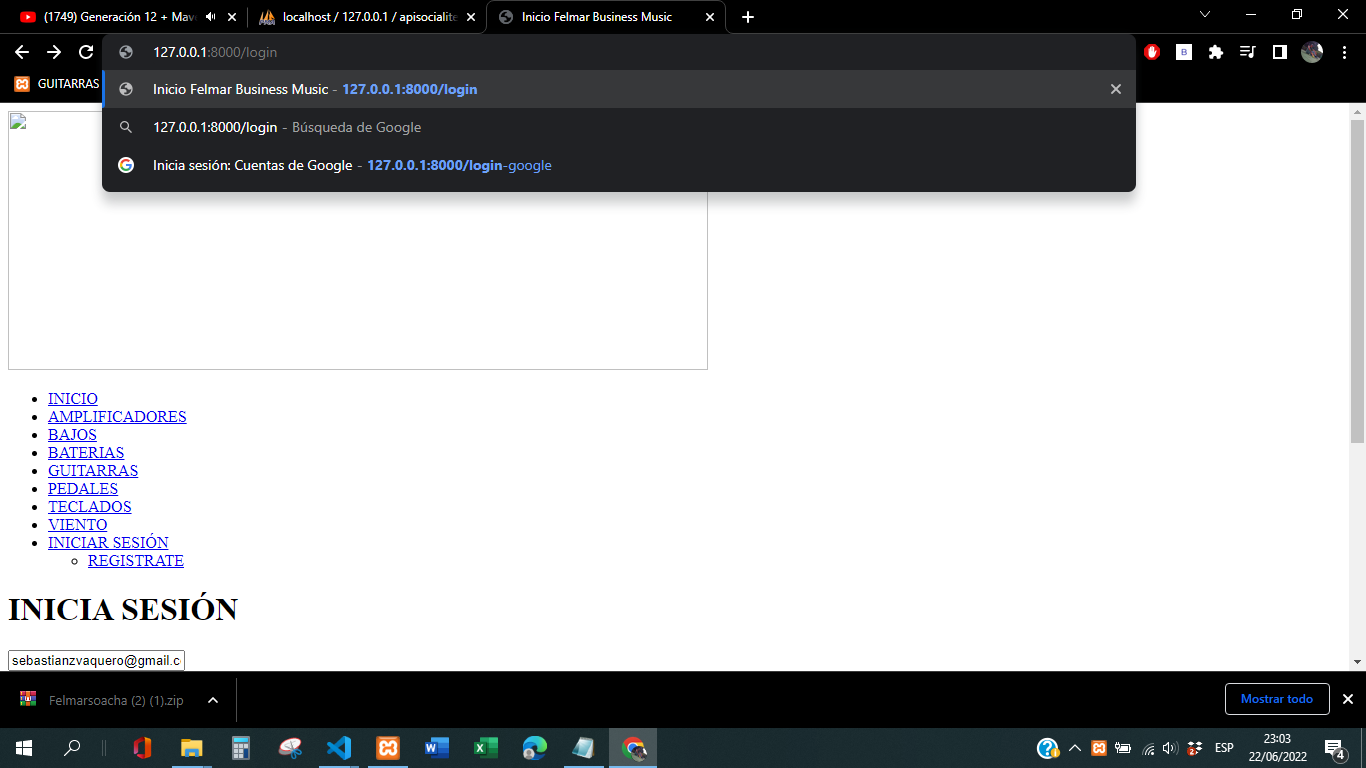 (1749) Generación 12 + Mava
localhost / 127.0.0.1 / apisocialite
Inicio Felmar Business Music
127.0.0.1:8000/login
GUITARRAS
Inicio Felmar Business Music - 127.0.0.1:8000/login
127.0.0.1:8000/login - Búsqueda de Google
Inicia sesión: Cuentas de Google - 127.0.0.1:8000/login-google
INICIO
AMPLIFICADORES
BAJOS
BATERIAS
GUITARRAS
PEDALES
TECLADOS
VIENTO
INICIAR SESIÓN
REGISTRATE
INICIA SESIÓN
sebastianzvaquero@gmail.c
Felmarsoacha (2) (1).zip
Mostrar todo
ESP
23:03
22/06/2022
4